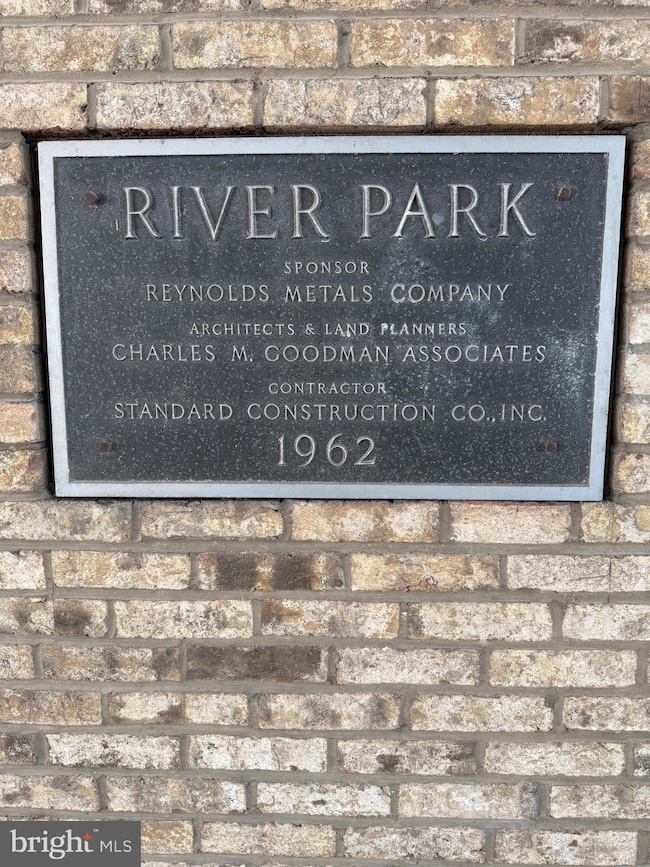 RIVER PARK
SPONSOR
REYNOLDS METALS COMPANY
ARCHITECTS & LAND PLANNERS
CHARLES M. GOODMAN ASSOCIATES
CONTRACTOR
STANDARD CONSTRUCTION CO., INC.
1962
bright™ MLS